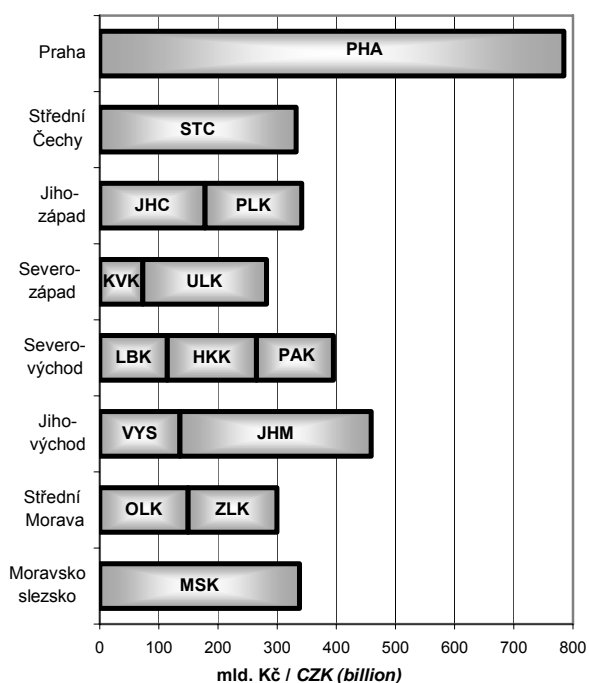 Praha
PHA
Střední
Čechy
STC
Jiho-
západ
JHC PLK
Severo-
západ
KVK ULK
Severo-
východ
LBK HKK PAK
Jiho-
východ
VYS JHM
Střední
Morava
OLK ZLK
Moravsko
slezsko
MSK
0 100 200 300 400 500 600 700 800
mld. Kč / CZK (billion)